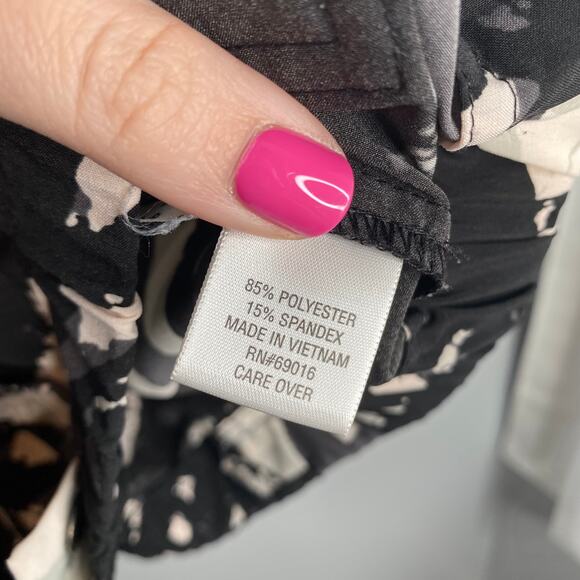 85% POLYESTER
15% SPANDEX
MADE IN VIETNAM
RN#69016
CARE OVER